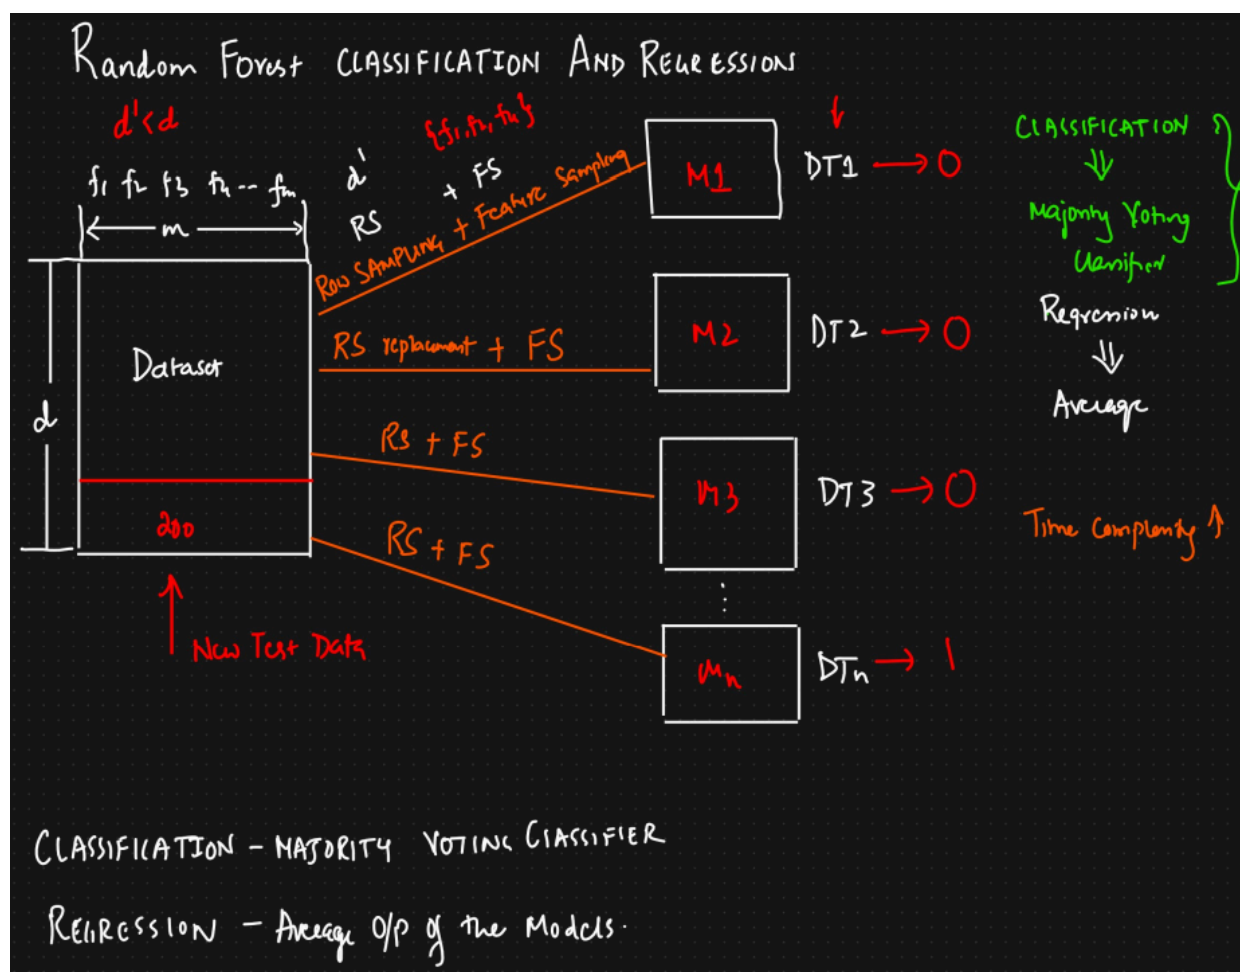 Random Forest CLASSIFICATION AND REGRESSIONS
d'<d
{f1, f2, f4}
f1 f2 f3 f4 -- fm
m
d'
RS + FS
ROW SAMPLING + Feature Sampling
M1
DT1 → 0
CLASSIFICATION
⇓
Majority Voting
Classifier
RS replacement + FS
M2
DT2 → 0
Regression
⇓
Average
Dataset
d
RS + FS
M3
DT3 → 0
Time Complexity ↑
200
RS + FS
⋮
Mn
DTn → 1
New Test Data
CLASSIFICATION - MAJORITY VOTING CLASSIFIER
REGRESSION - Average O/P of the Models.